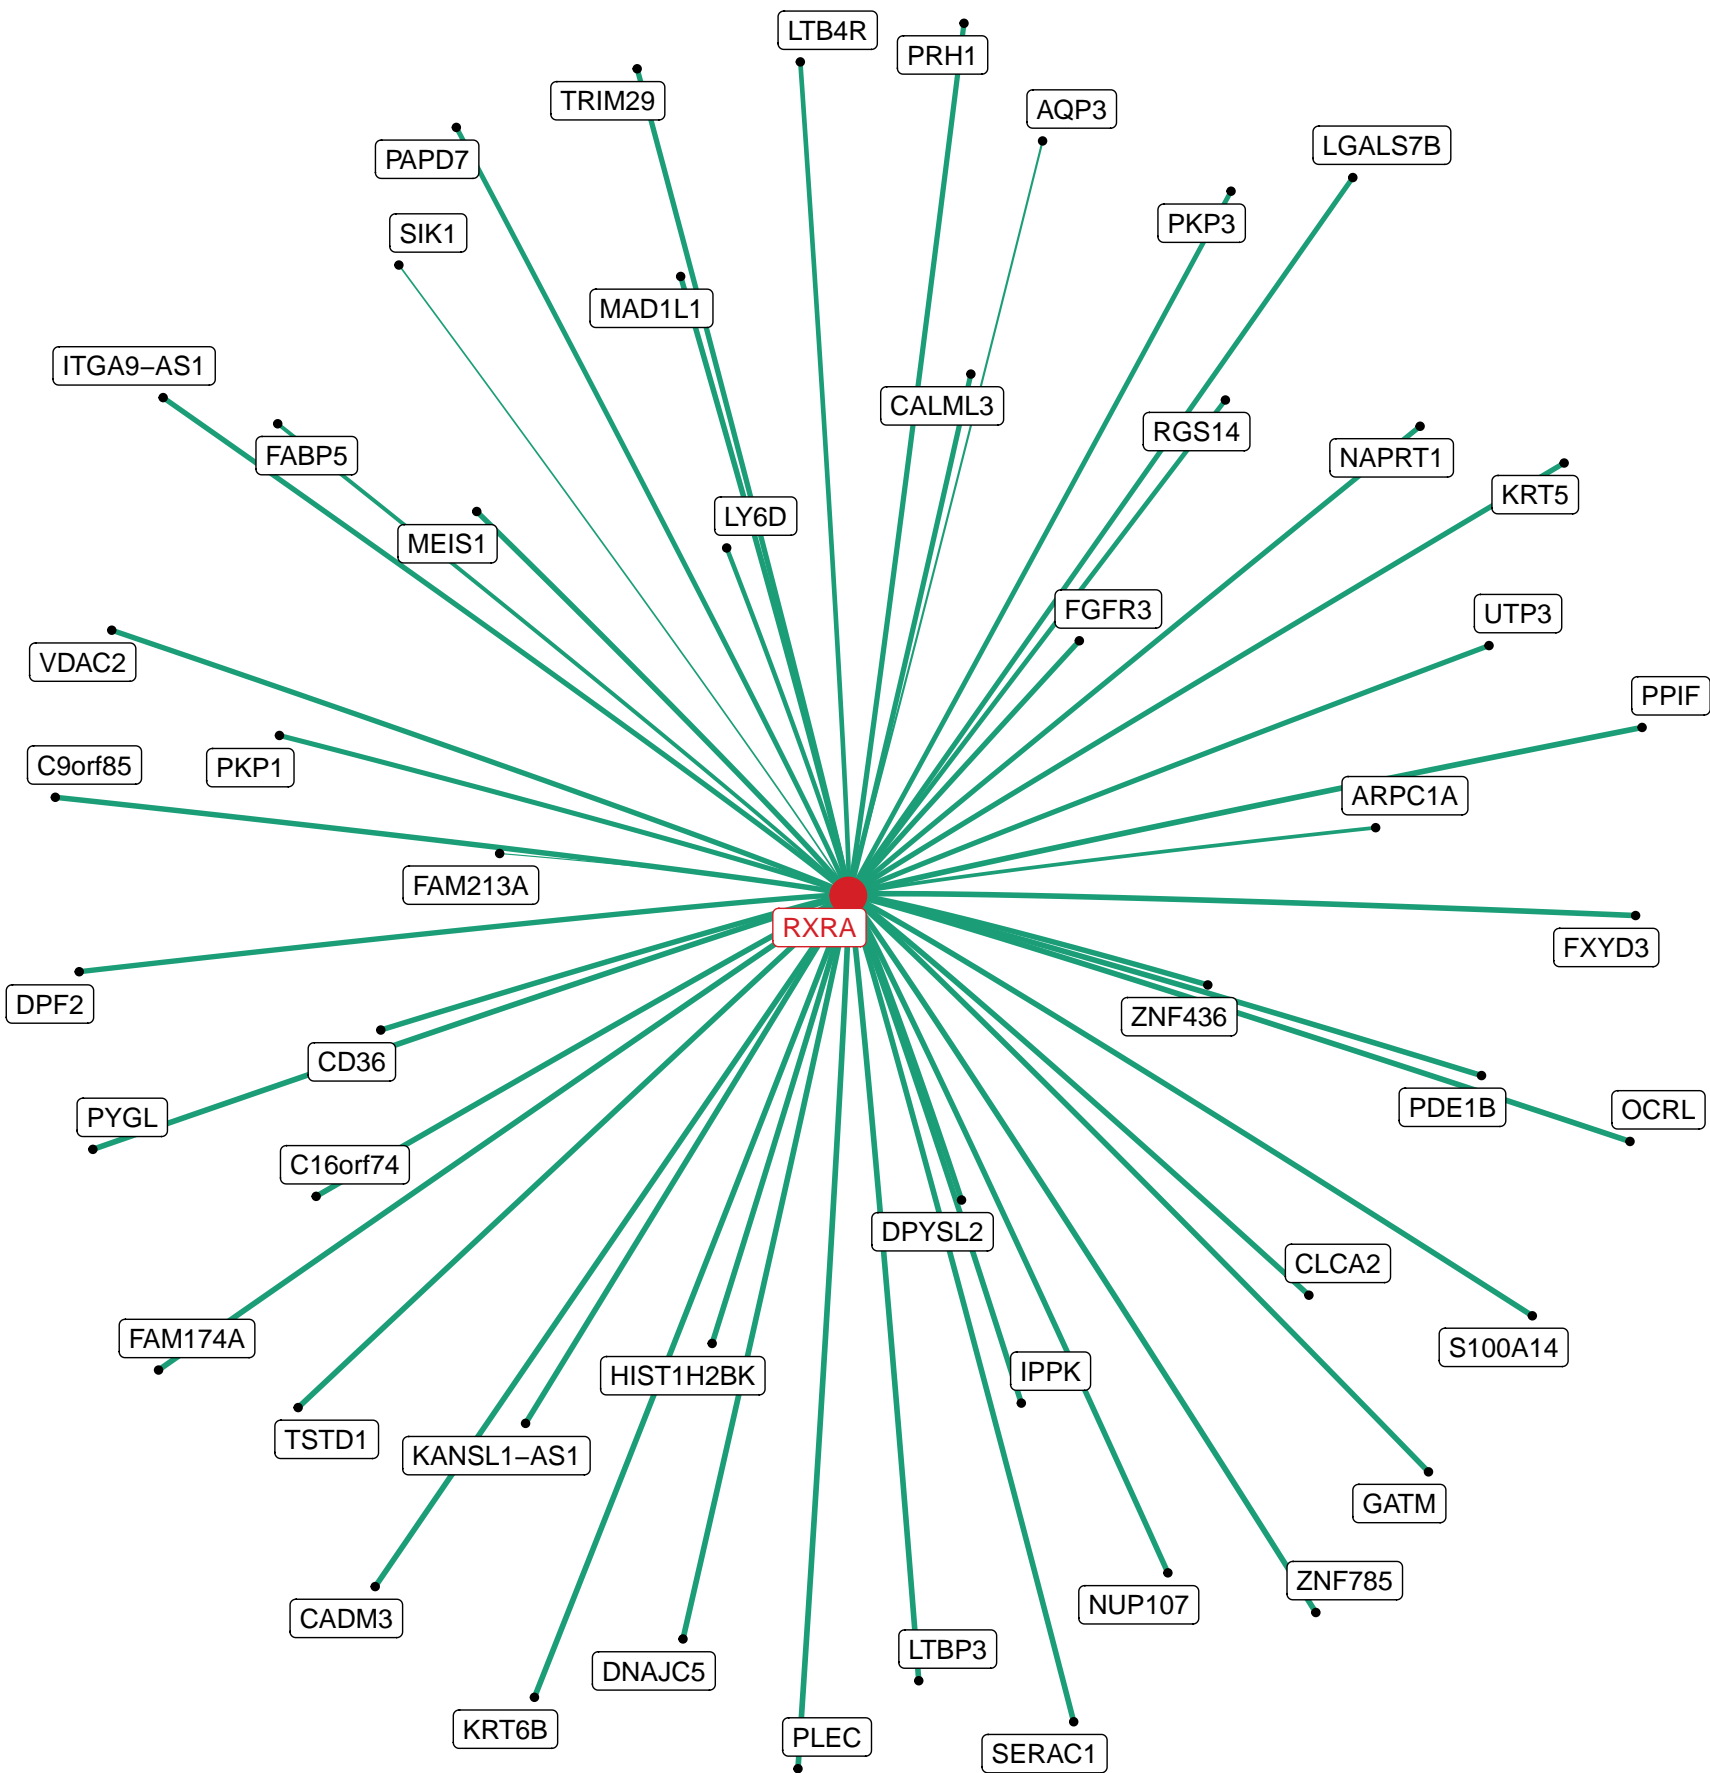 LTB4R
PRH1
TRIM29
AQP3
LGALS7B
PAPD7
PKP3
SIK1
MAD1L1
ITGA9–AS1
CALML3
RGS14
FABP5
NAPRT1
KRT5
LY6D
MEIS1
FGFR3
UTP3
VDAC2
PPIF
C9orf85
PKP1
ARPC1A
FAM213A
RXRA
FXYD3
DPF2
ZNF436
CD36
PDE1B
OCRL
PYGL
C16orf74
DPYSL2
CLCA2
FAM174A
S100A14
IPPK
HIST1H2BK
TSTD1
KANSL1–AS1
GATM
ZNF785
NUP107
CADM3
LTBP3
DNAJC5
KRT6B
PLEC
SERAC1